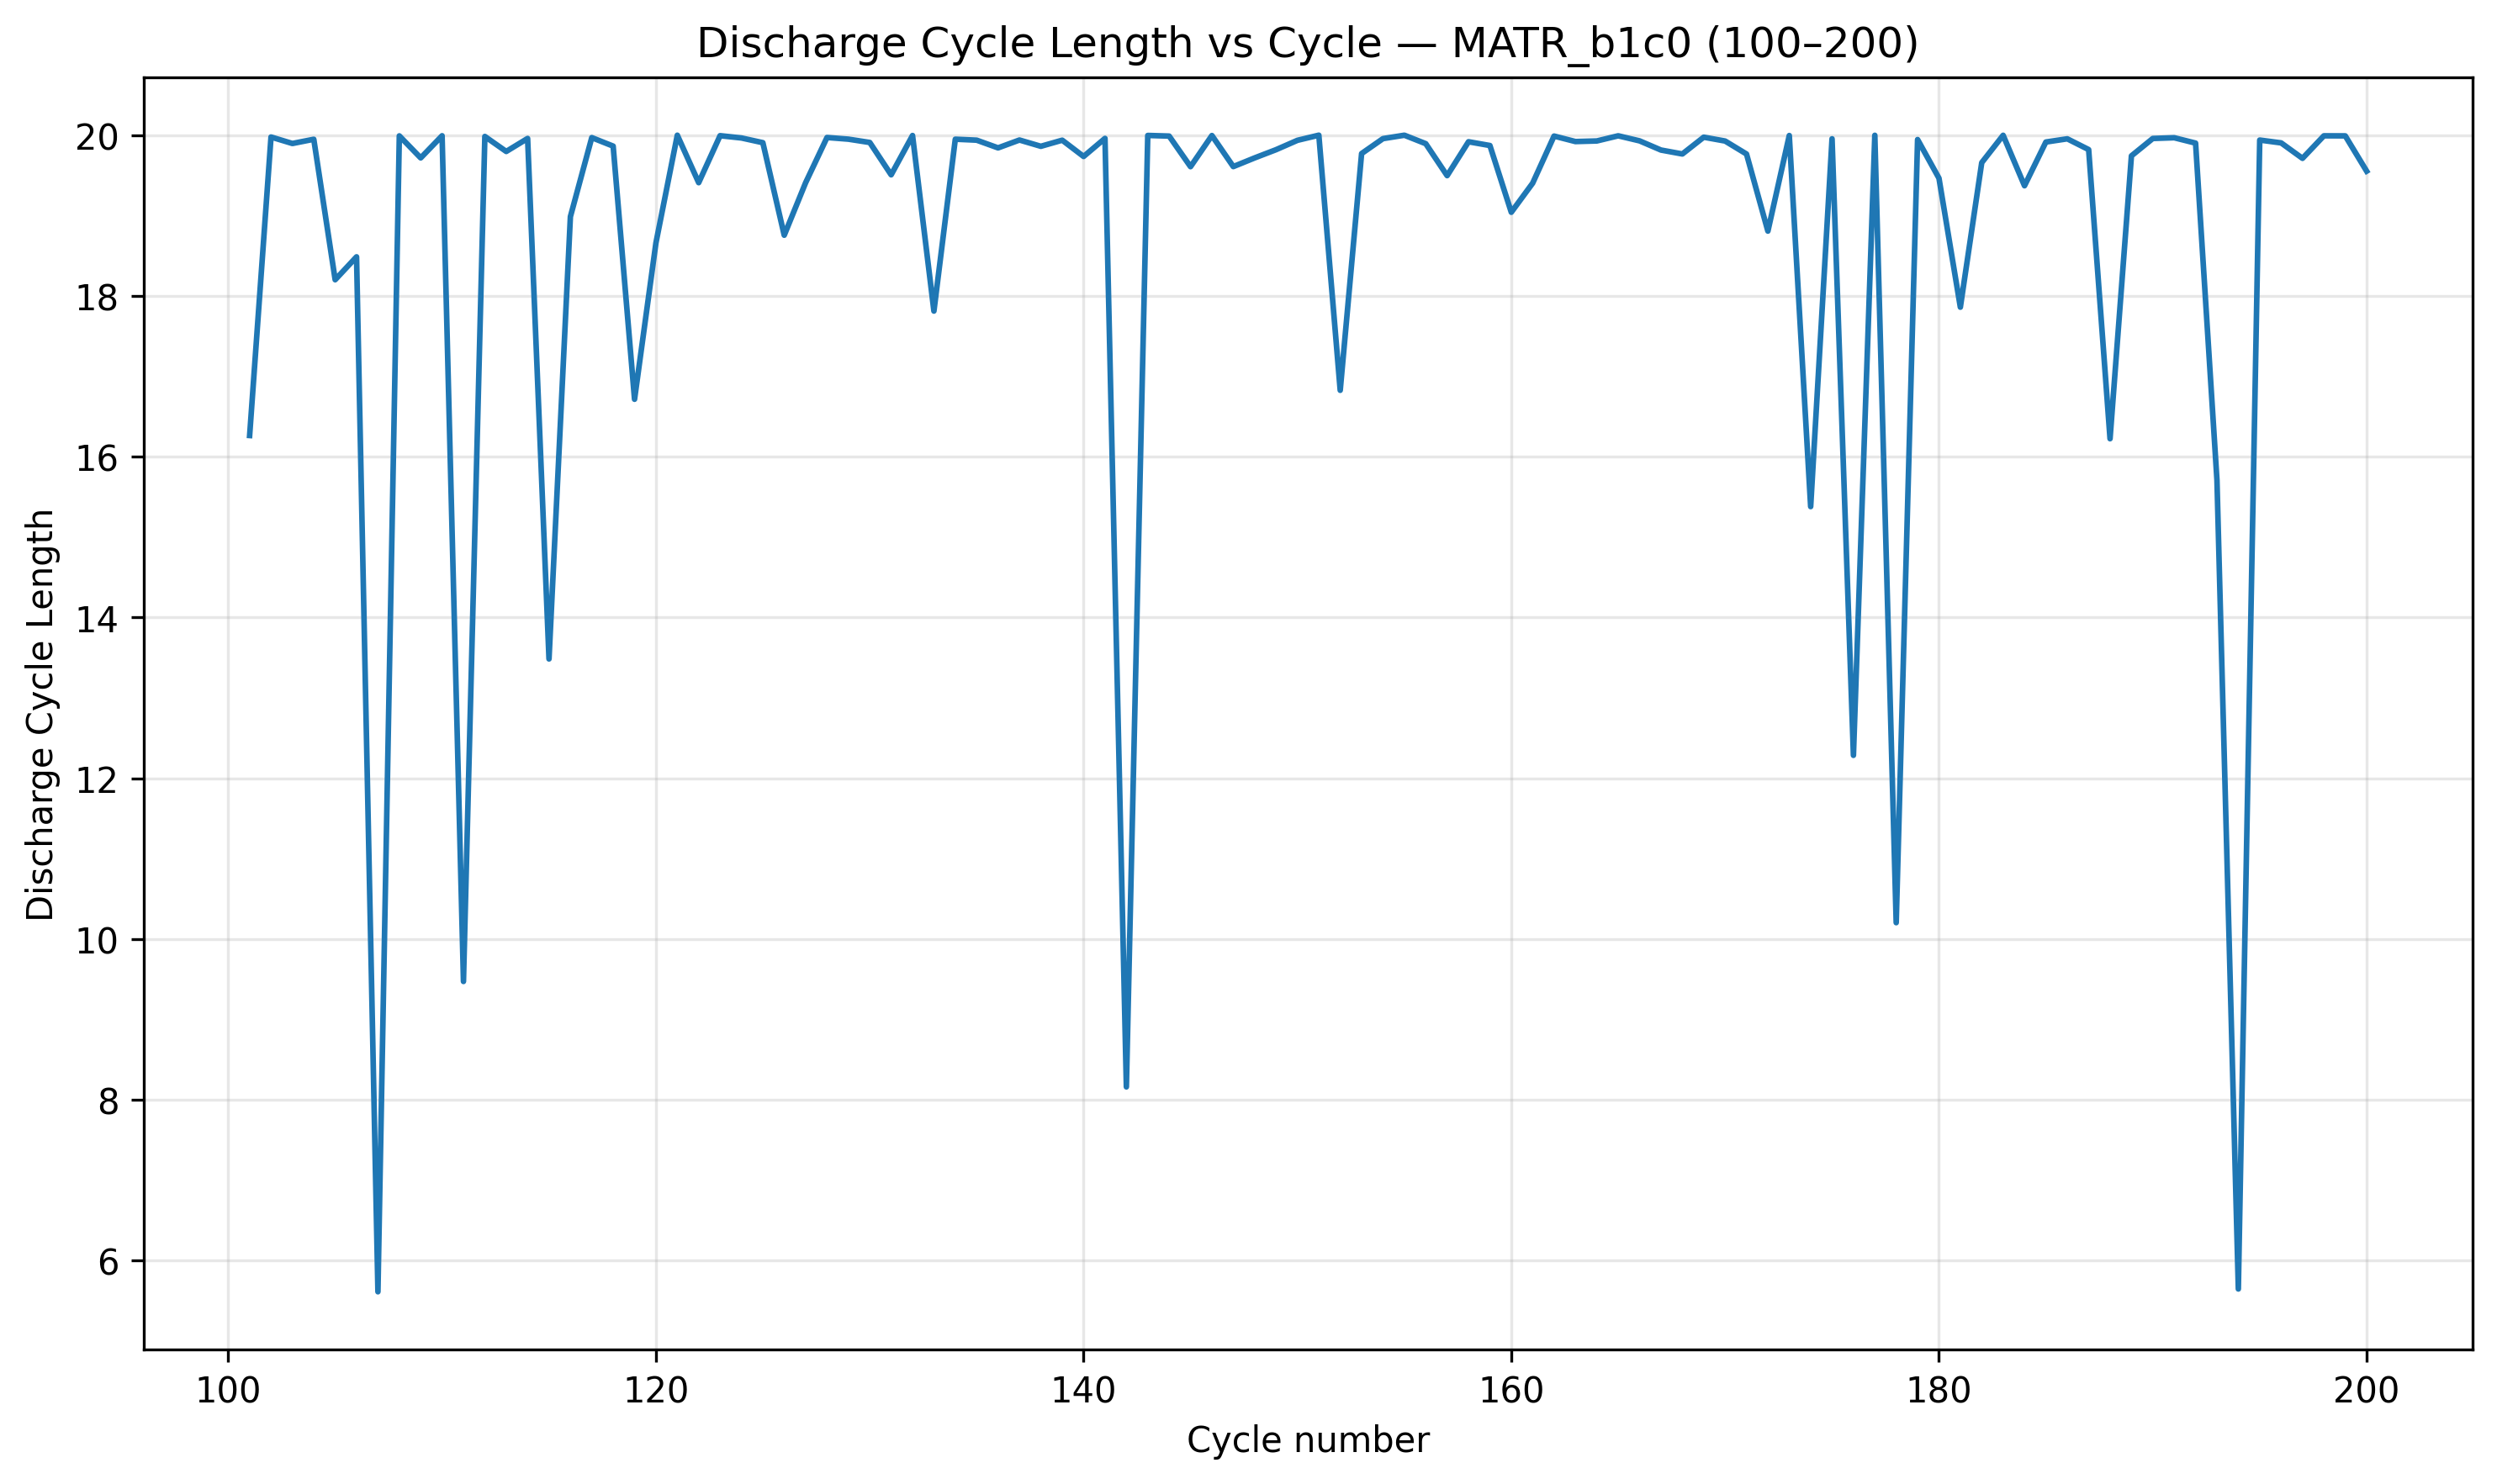 Discharge Cycle Length vs Cycle — MATR_b1c0 (100–200)
Discharge Cycle Length
20
18
16
14
12
10
8
6
100 120 140 160 180 200
Cycle number